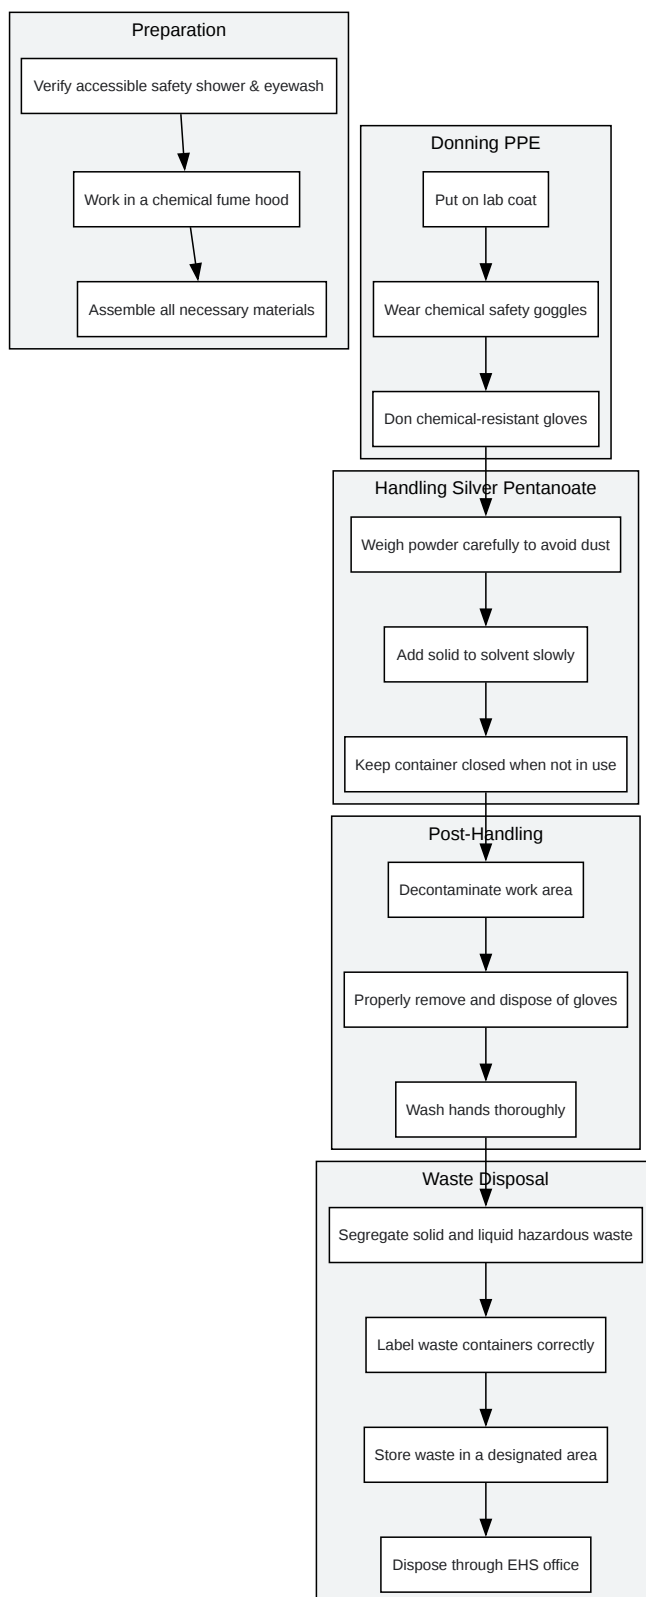 Preparation
Verify accessible safety shower & eyewash
Work in a chemical fume hood
Assemble all necessary materials
Donning PPE
Put on lab coat
Wear chemical safety goggles
Don chemical-resistant gloves
Handling Silver Pentanoate
Weigh powder carefully to avoid dust
Add solid to solvent slowly
Keep container closed when not in use
Post-Handling
Decontaminate work area
Properly remove and dispose of gloves
Wash hands thoroughly
Waste Disposal
Segregate solid and liquid hazardous waste
Label waste containers correctly
Store waste in a designated area
Dispose through EHS office